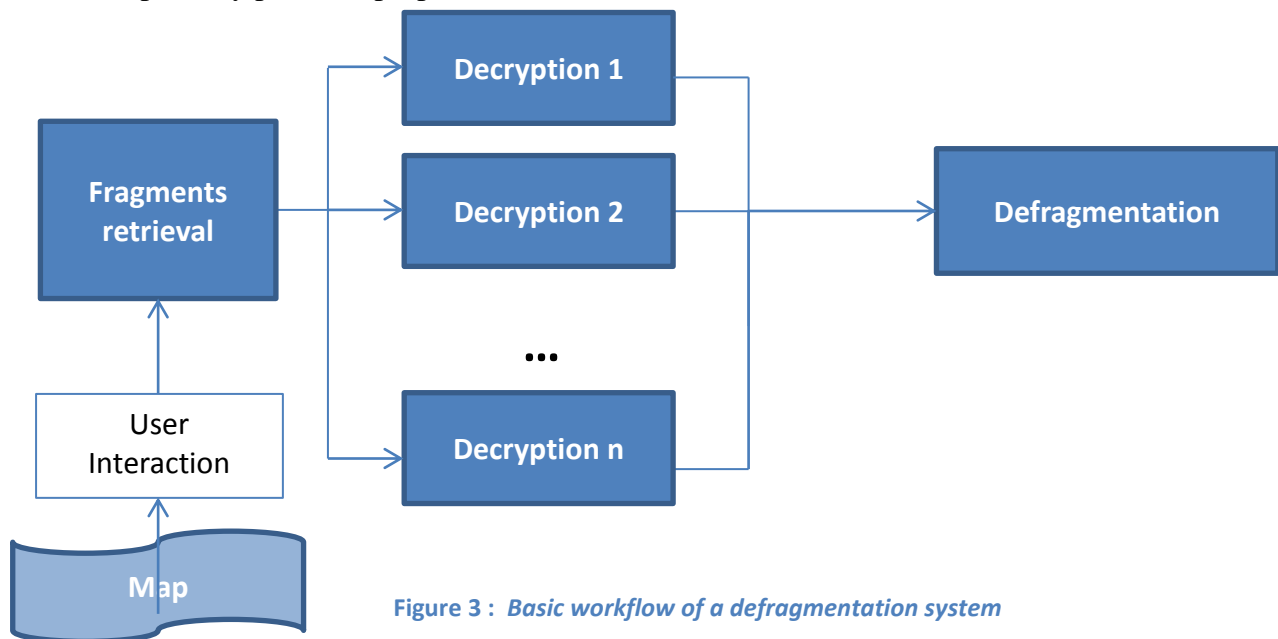 Decryption 1
Fragments
retrieval
Decryption 2
Defragmentation
...
User
Interaction
Decryption n
Map
Figure 3 : Basic workflow of a defragmentation system